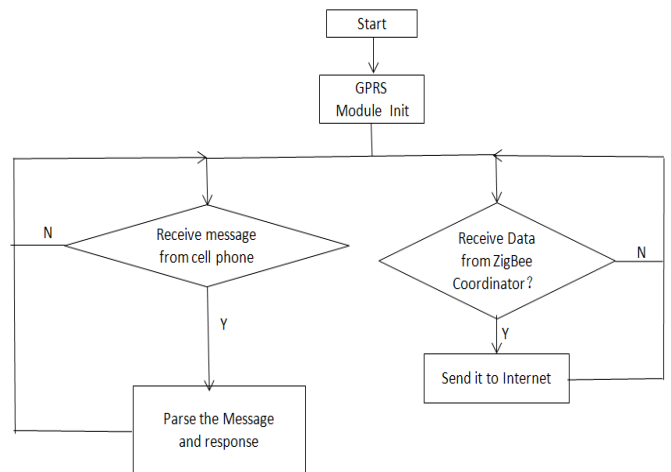 Start
GPRS
Module Init
N
Receive message
from cell phone
Receive Data
from ZigBee
Coordinator？
N
Y
Y
Send it to Internet
Parse the Message
and response